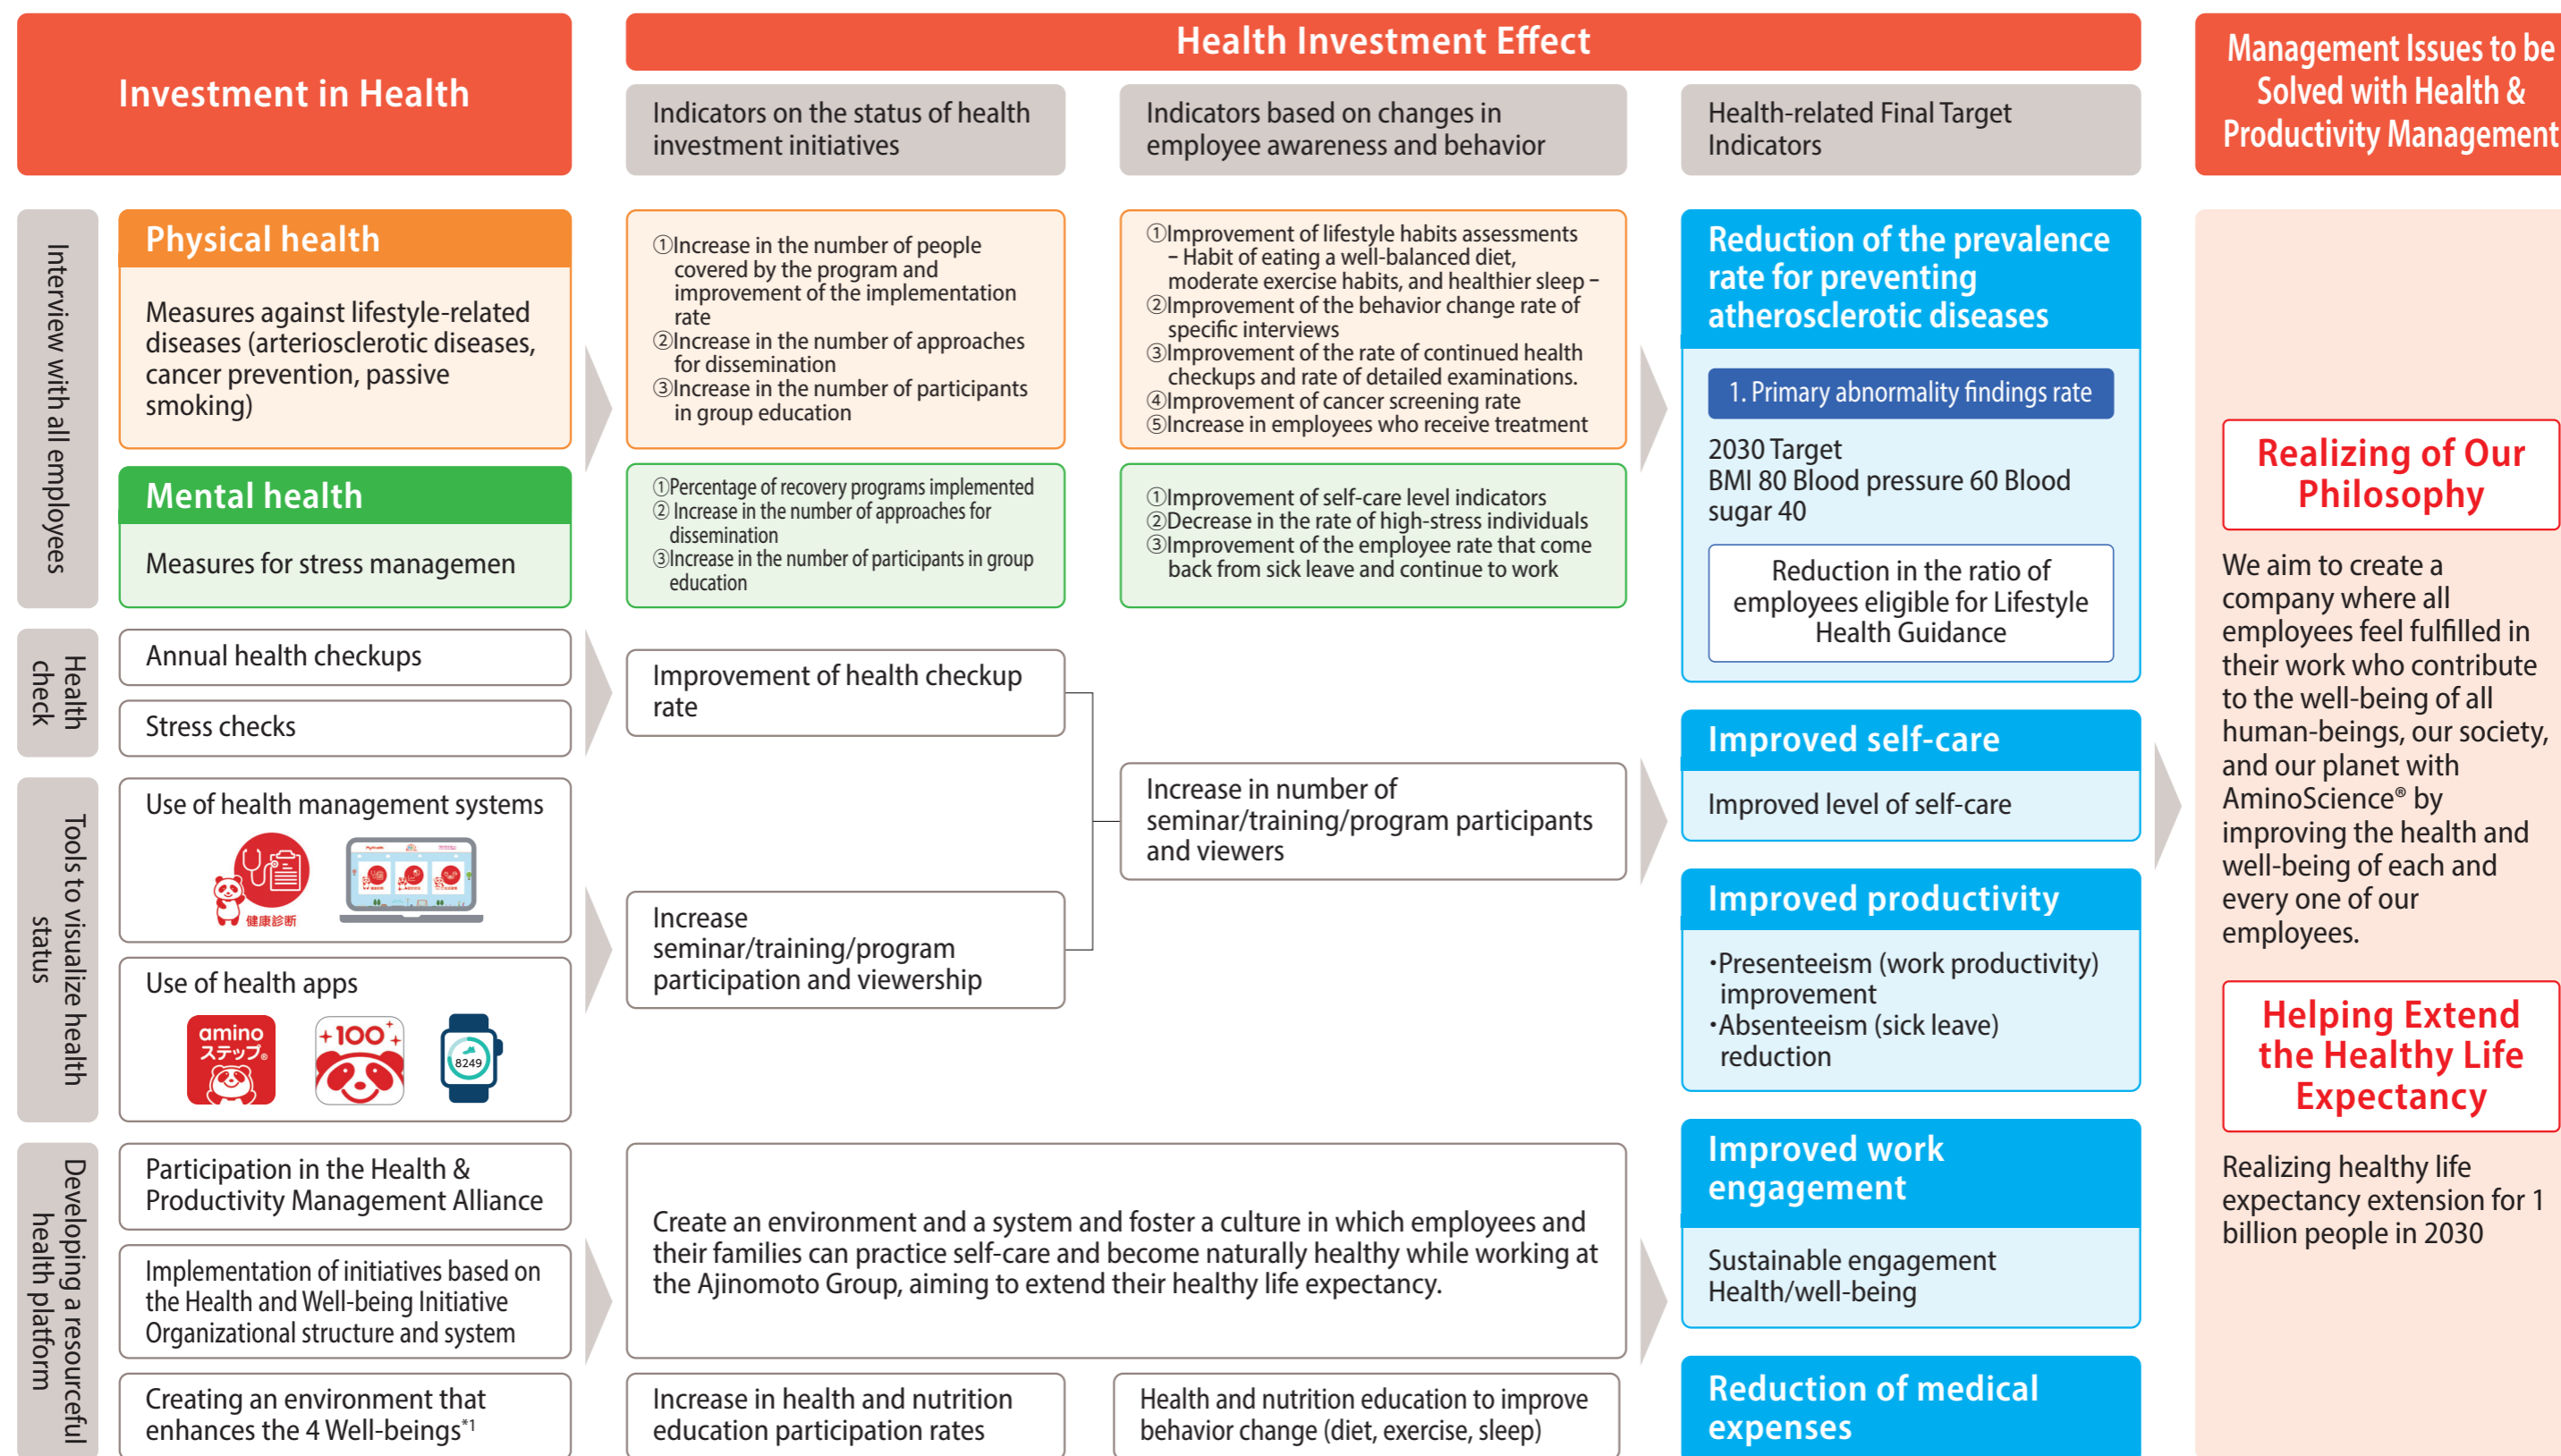 Investment in Health
Health Investment Effect
Indicators on the status of health
investment initiatives
Indicators based on changes in
employee awareness and behavior
Health-related Final Target
Indicators
Management Issues to be
Solved with Health &
Productivity Management
Interview with all employees
Physical health
Measures against lifestyle-related
diseases (arteriosclerotic diseases,
cancer prevention, passive
smoking)
①Increase in the number of people
covered by the program and
improvement of the implementation
rate
②Increase in the number of approaches
for dissemination
③Increase in the number of participants
in group education
①Improvement of lifestyle habits assessments
– Habit of eating a well-balanced diet,
moderate exercise habits, and healthier sleep –
②Improvement of the behavior change rate of
specific interviews
③Improvement of the rate of continued health
checkups and rate of detailed examinations.
④Improvement of cancer screening rate
⑤Increase in employees who receive treatment
Mental health
Measures for stress managemen
①Percentage of recovery programs implemented
② Increase in the number of approaches for
dissemination
③Increase in the number of participants in group
education
①Improvement of self-care level indicators
②Decrease in the rate of high-stress individuals
③Improvement of the employee rate that come
back from sick leave and continue to work
Reduction of the prevalence
rate for preventing
atherosclerotic diseases
1. Primary abnormality findings rate
2030 Target
BMI 80 Blood pressure 60 Blood
sugar 40
Reduction in the ratio of
employees eligible for Lifestyle
Health Guidance
Health
check
Annual health checkups
Stress checks
Improvement of health checkup
rate
Tools to visualize health
status
Use of health management systems
健康診断
Use of health apps
amino
ステップ®
+100+
8249
Increase
seminar/training/program
participation and viewership
Increase in number of
seminar/training/program participants
and viewers
Improved self-care
Improved level of self-care
Improved productivity
・Presenteeism (work productivity)
improvement
・Absenteeism (sick leave)
reduction
Developing a resourceful
health platform
Participation in the Health &
Productivity Management Alliance
Implementation of initiatives based on
the Health and Well-being Initiative
Organizational structure and system
Creating an environment that
enhances the 4 Well-beings*1
Create an environment and a system and foster a culture in which employees and
their families can practice self-care and become naturally healthy while working at
the Ajinomoto Group, aiming to extend their healthy life expectancy.
Increase in health and nutrition
education participation rates
Health and nutrition education to improve
behavior change (diet, exercise, sleep)
Improved work
engagement
Sustainable engagement
Health/well-being
Reduction of medical
expenses
Realizing of Our
Philosophy
We aim to create a
company where all
employees feel fulfilled in
their work who contribute
to the well-being of all
human-beings, our society,
and our planet with
AminoScience® by
improving the health and
well-being of each and
every one of our
employees.
Helping Extend
the Healthy Life
Expectancy
Realizing healthy life
expectancy extension for 1
billion people in 2030